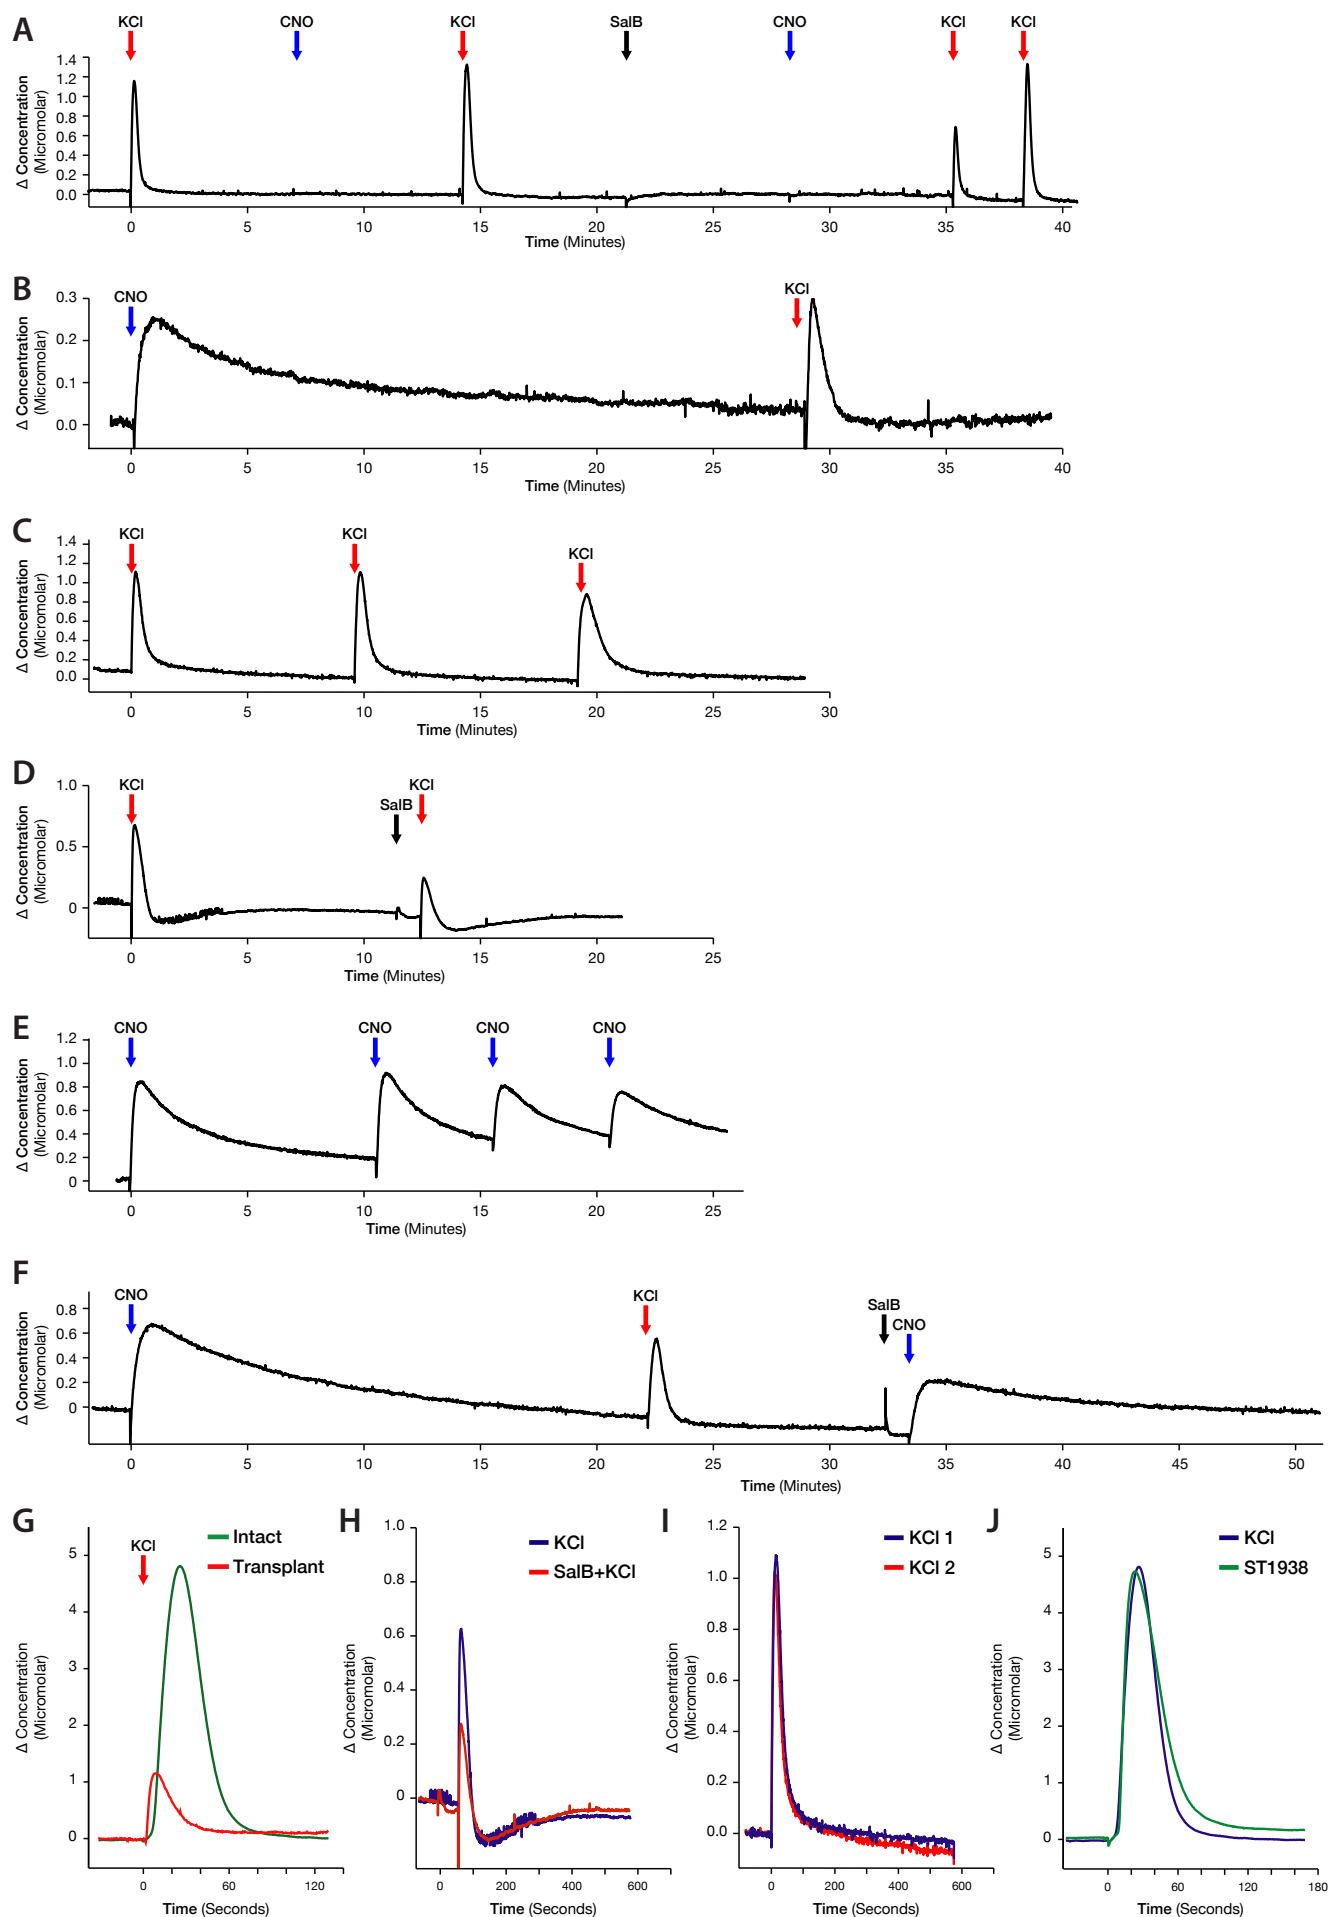 A
KCl CNO KCl SalB CNO KCl KCl
Δ Concentration
(Micromolar)
1.4
1.2
1.0
0.8
0.6
0.4
0.2
0.0
0 5 10 15 20 25 30 35 40
Time (Minutes)
B
CNO KCl
Δ Concentration
(Micromolar)
0.3
0.2
0.1
0.0
0 5 10 15 20 25 30 35 40
Time (Minutes)
C
KCl KCl KCl
Δ Concentration
(Micromolar)
1.4
1.2
1.0
0.8
0.6
0.4
0.2
0.0
0 5 10 15 20 25 30
Time (Minutes)
D
KCl SalB KCl
Δ Concentration
(Micromolar)
1.0
0.5
0
0 5 10 15 20 25
Time (Minutes)
E
CNO CNO CNO CNO
Δ Concentration
(Micromolar)
1.2
1.0
0.8
0.6
0.4
0.2
0
0 5 10 15 20 25
Time (Minutes)
F
CNO KCl SalB CNO
Δ Concentration
(Micromolar)
0.8
0.6
0.4
0.2
0
0 5 10 15 20 25 30 35 40 45 50
Time (Minutes)
G
KCl
Intact
Transplant
Δ Concentration
(Micromolar)
5
4
3
2
1
0
0 60 120
Time (Seconds)
H
KCl
SalB+KCl
Δ Concentration
(Micromolar)
1.0
0.8
0.6
0.4
0.2
0
0 200 400 600
Time (Seconds)
I
KCl 1
KCl 2
Δ Concentration
(Micromolar)
1.2
1.0
0.8
0.6
0.4
0.2
0.0
0 200 400 600
Time (Seconds)
J
KCl
ST1938
Δ Concentration
(Micromolar)
5
4
3
2
1
0
0 60 120 180
Time (Seconds)